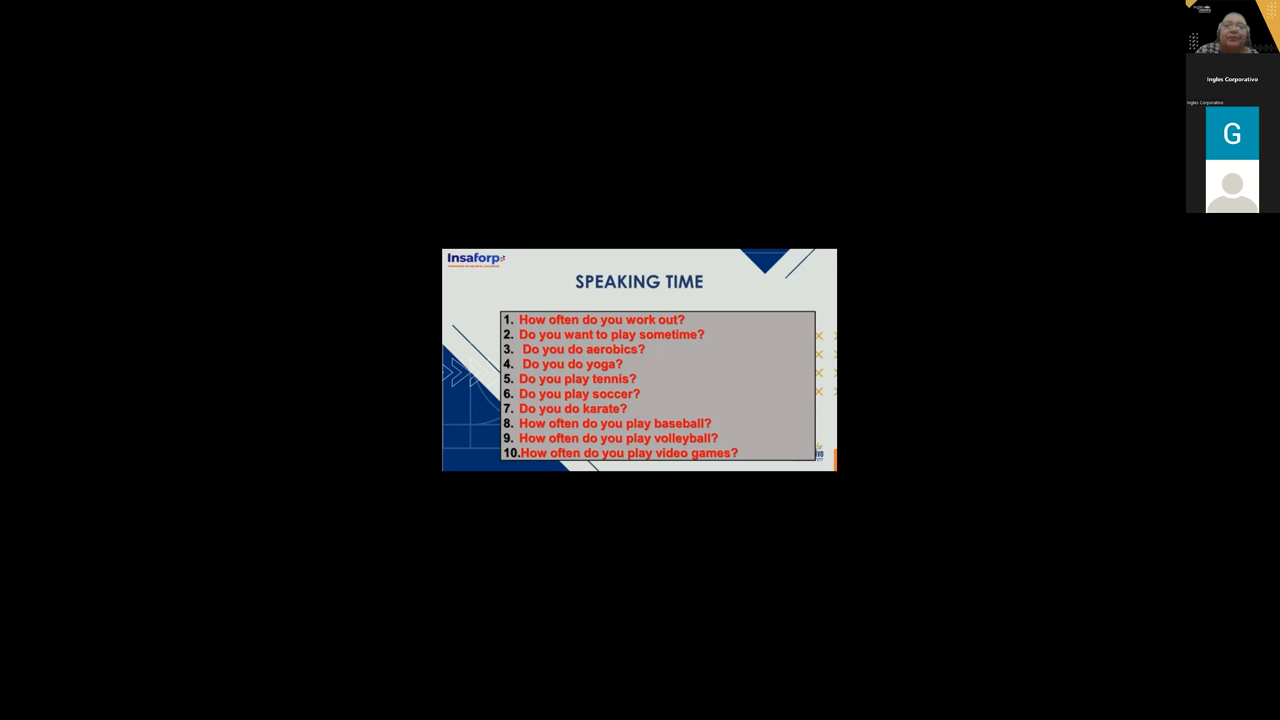 Insaforp
SPEAKING TIME
1. How often do you work out?
2. Do you want to play sometime?
3. Do you do aerobics?
4. Do you do yoga?
5. Do you play tennis?
6. Do you play soccer?
7. Do you do karate?
8. How often do you play baseball?
9. How often do you play volleyball?
10.How often do you play video games?
Ingles Corporativo
Ingles Corporativo
G